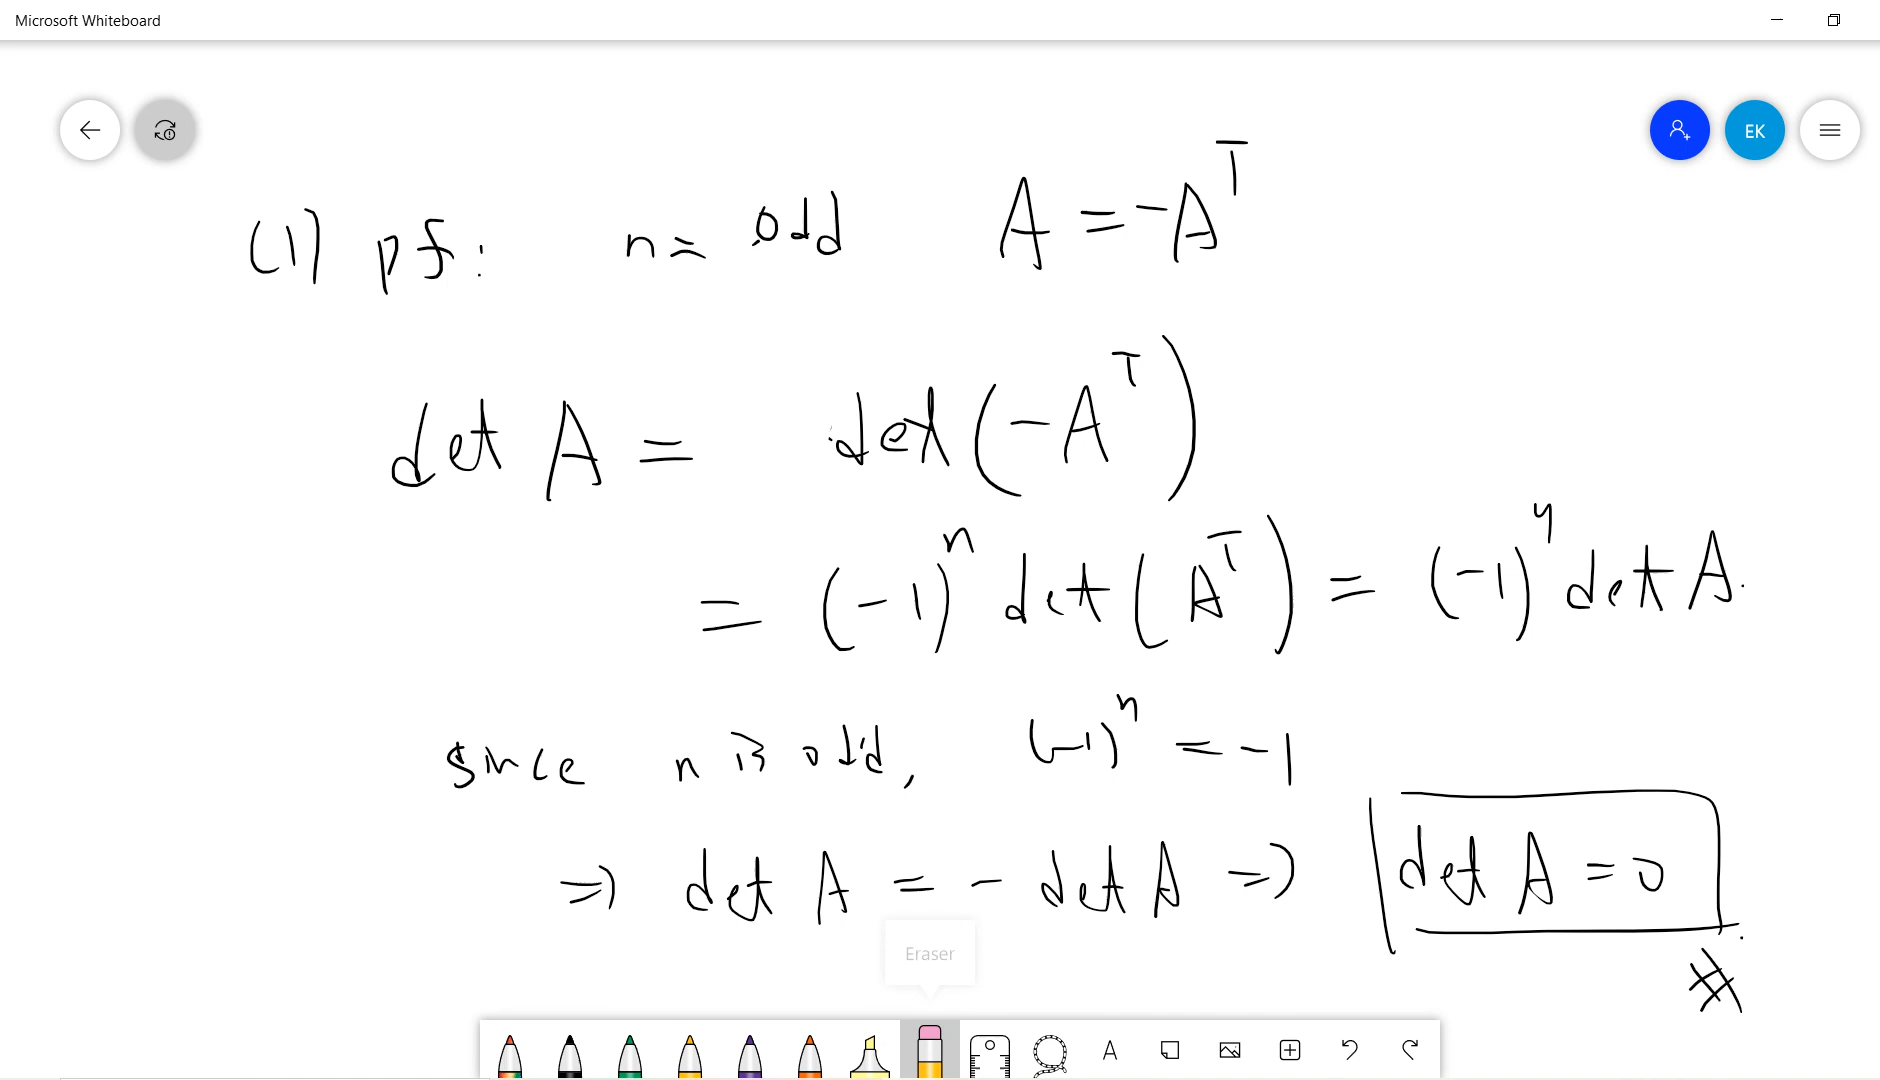 Microsoft Whiteboard
EK
(1) pf: n = odd A = -A^T
det A = det(-A^T)
= (-1)^n det(A^T) = (-1)^n det A.
since n is odd, (-1)^n = -1
⇒ det A = - det A ⇒ det A = 0
#
Eraser
A